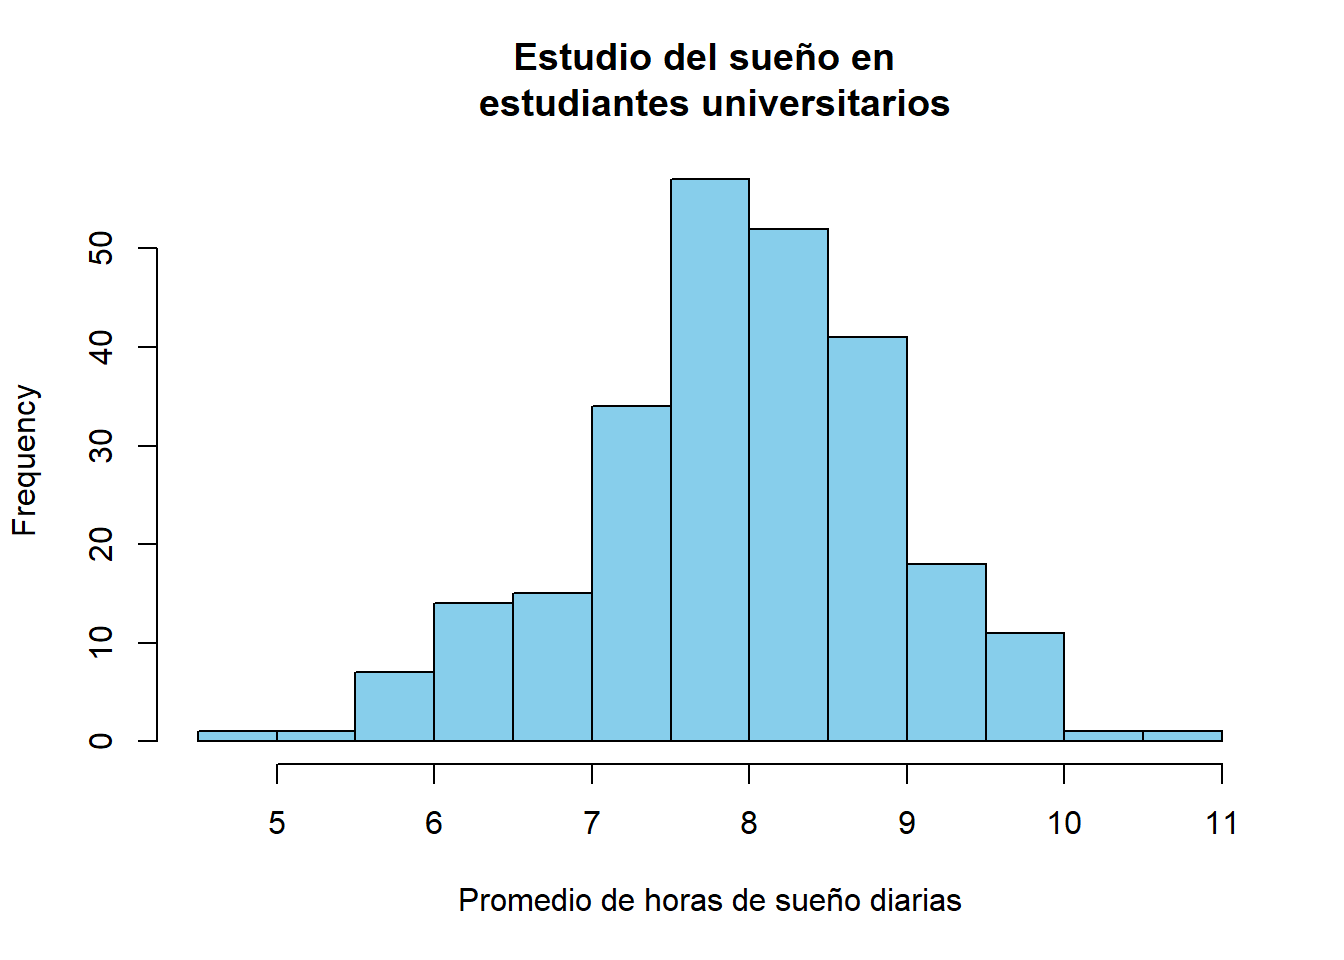 Estudio del sueño en
estudiantes universitarios
Frequency
50
40
30
20
10
0
5 6 7 8 9 10 11
Promedio de horas de sueño diarias